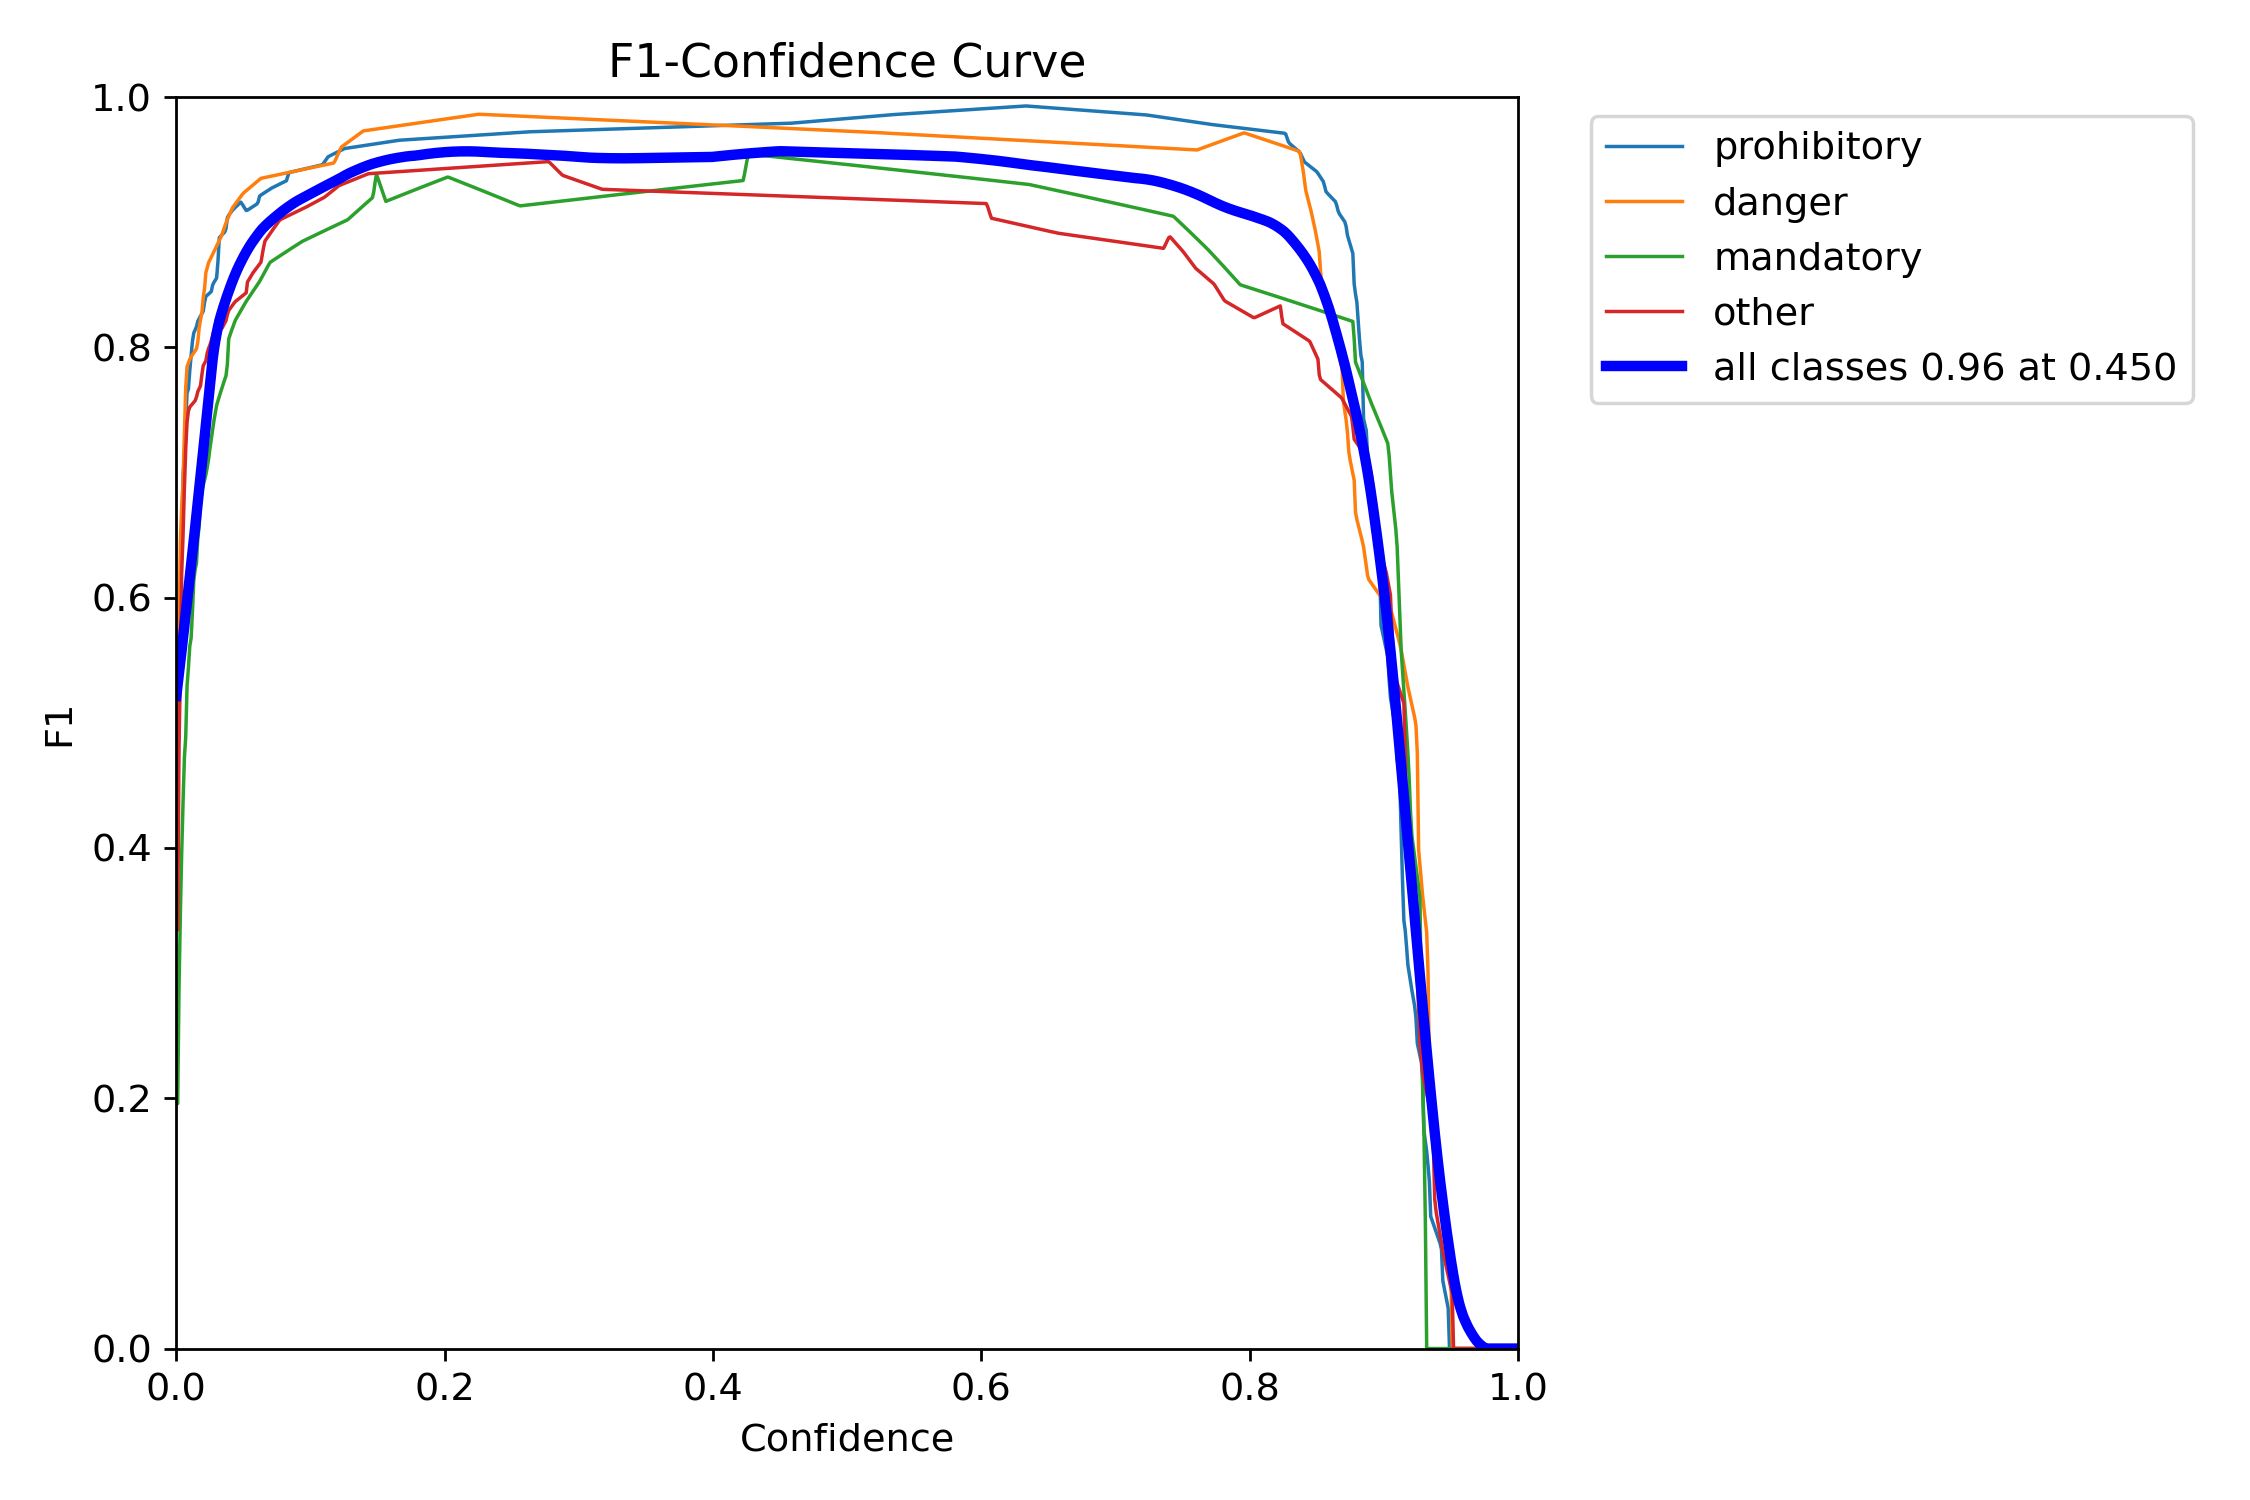 F1-Confidence Curve
1.0
0.8
0.6
0.4
0.2
0.0
F1
0.0 0.2 0.4 0.6 0.8 1.0
Confidence
prohibitory
danger
mandatory
other
all classes 0.96 at 0.450